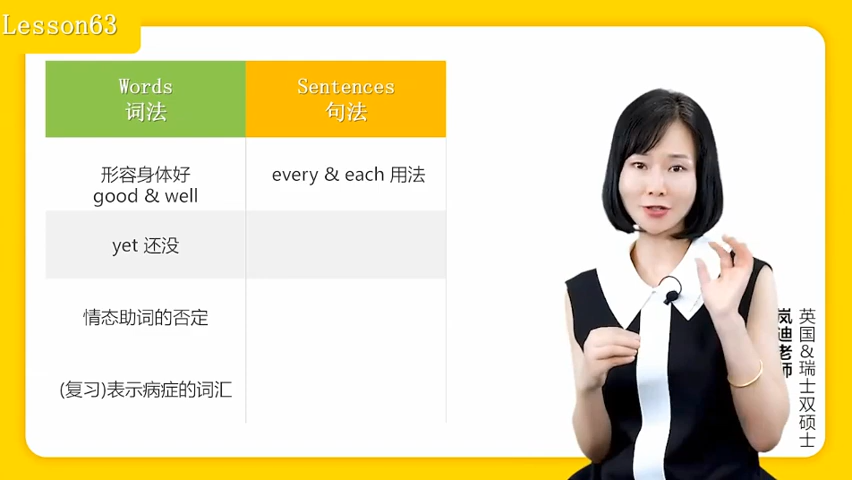 Lesson63
Words
词法
Sentences
句法
形容身体好
good & well
every & each 用法
yet 还没
情态助词的否定
(复习)表示病症的词汇
英国&瑞士双硕士
岚迪老师